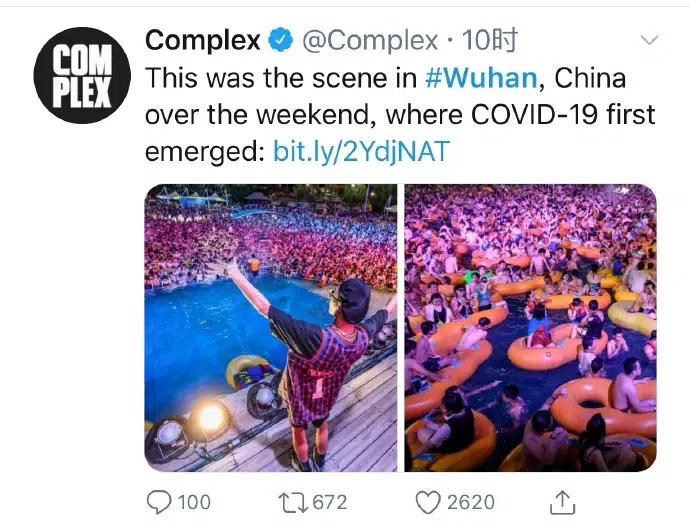 COM
PLEX
Complex @Complex · 10时
This was the scene in #Wuhan, China
over the weekend, where COVID-19 first
emerged: bit.ly/2YdjNAT
1
100 672 2620